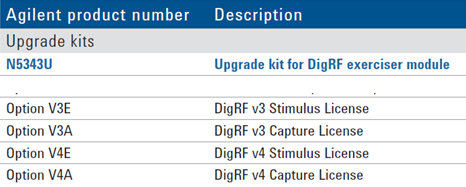 Agilent product number Description
Upgrade kits
N5343U Upgrade kit for DigRF exerciser module
Option V3E DigRF v3 Stimulus License
Option V3A DigRF v3 Capture License
Option V4E DigRF v4 Stimulus License
Option V4A DigRF v4 Capture License